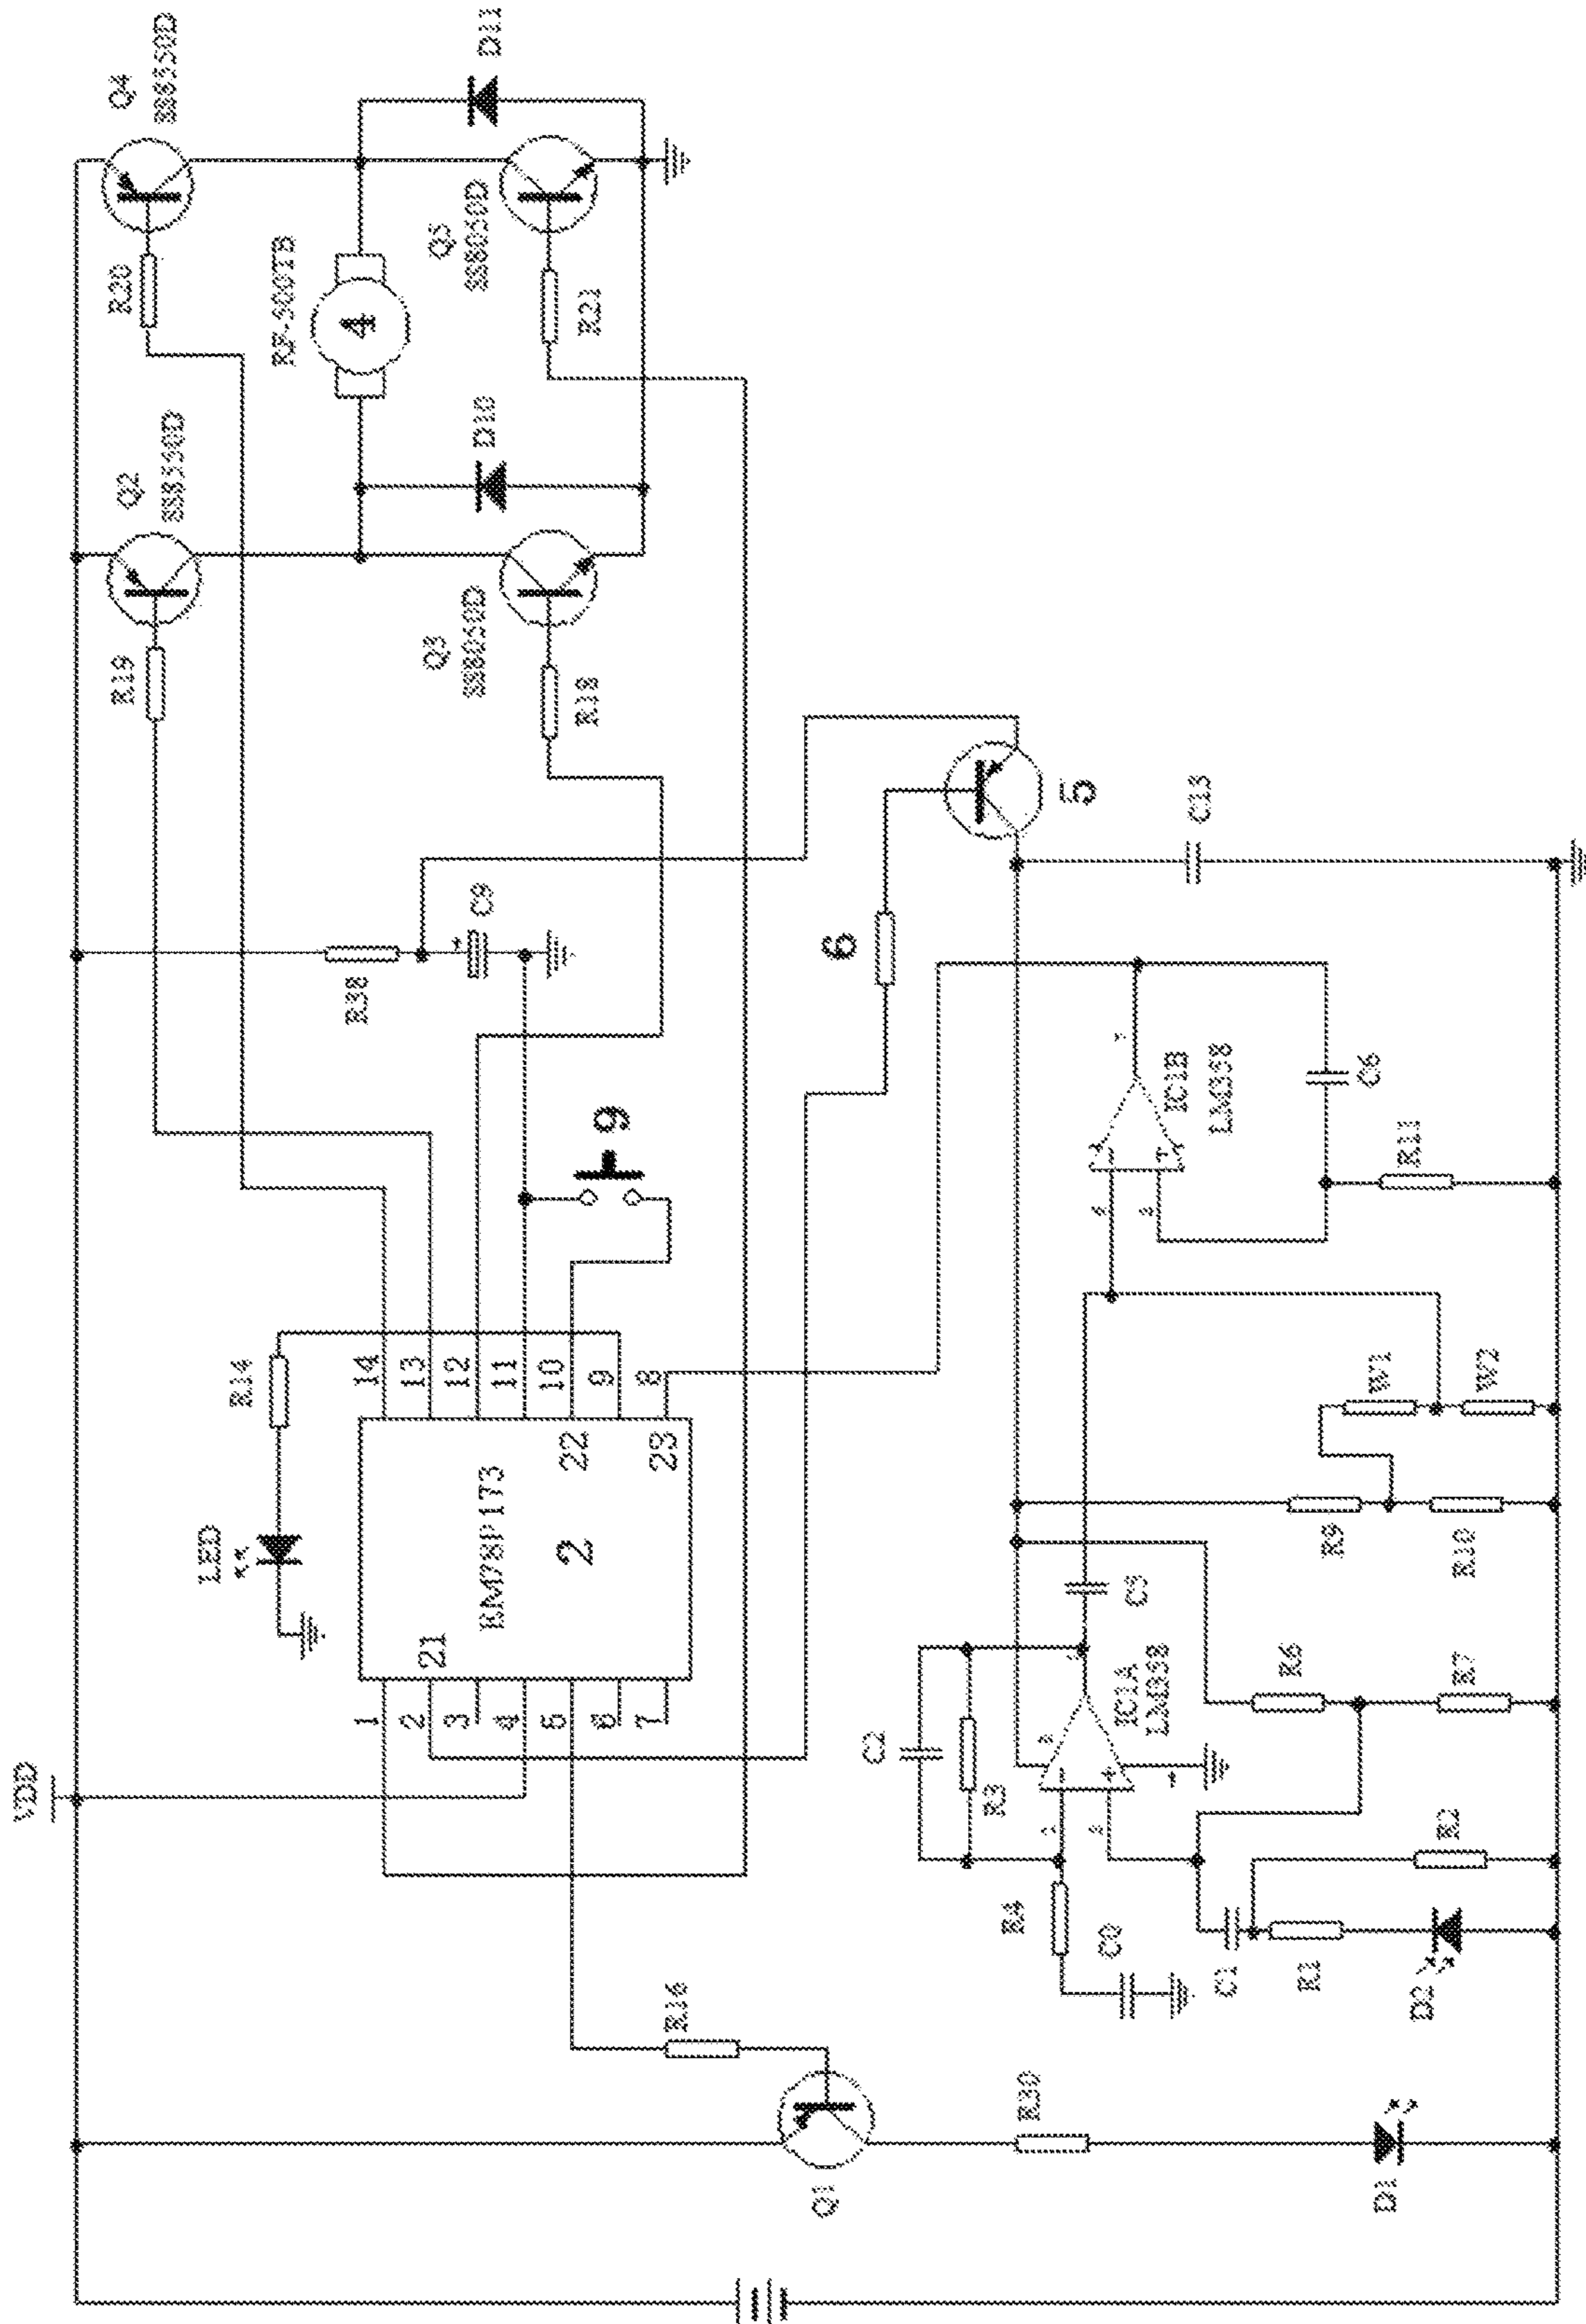 VDD
LED
R14
R19
Q2
SS8550D
R20
Q4
SS8550D
RF-300TB
4
D10
D11
Q3
SS8050D
R18
Q5
SS8050D
R21
R38
C9
EM78P173
2
21
22
23
1
2
3
4
5
6
7
14
13
12
11
10
9
8
9
6
5
C13
R16
Q1
R30
D1
C2
R3
R4
C0
IC1A
LM358
C5
C1
R1
D2
R2
R6
R7
R9
R10
W1
W2
IC1B
LM358
C6
R11